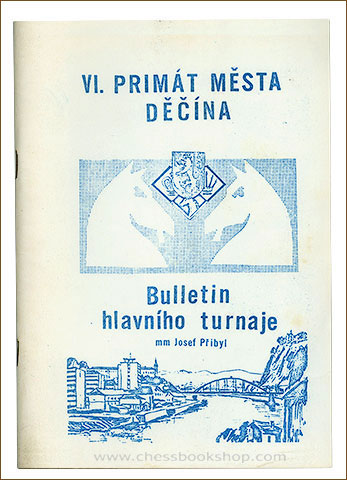 VI. PRIMÁT MĚSTA
DĚČÍNA
Bulletin
hlavního turnaje
mm Josef Přibyl
www.chessbookshop.com